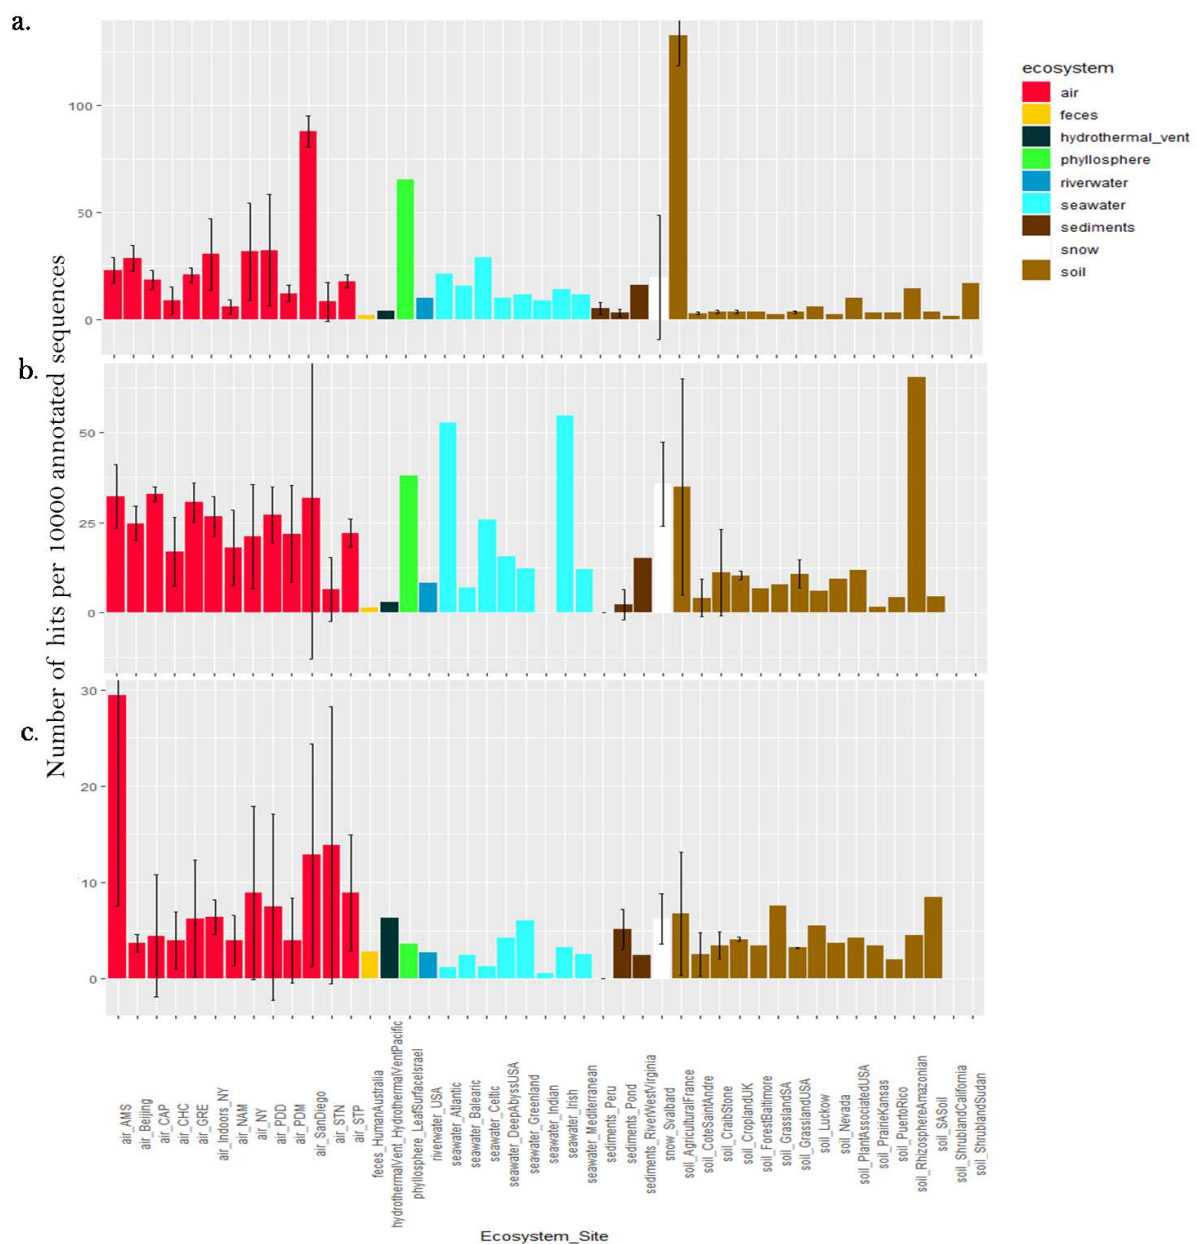 a.
100
50
0
ecosystem
air
feces
hydrothermal_vent
phyllosphere
riverwater
seawater
sediments
snow
soil
b.
50
25
0
Number of hits per 10000 annotated sequences
c.
30
20
10
0
air_AMS
air_Beijing
air_CAP
air_CHC
air_GRE
air_Indoors_NY
air_NAM
air_NY
air_PDD
air_PDM
air_SanDiego
air_STN
air_STP
feces_HumanAustralia
hydrothermalVent_HydrothermalVentPacific
phyllosphere_LeafSurfaceIsrael
riverwater_USA
seawater_Atlantic
seawater_Balearic
seawater_Celtic
seawater_DeepAbyssUSA
seawater_Greenland
seawater_Indian
seawater_Irish
seawater_Mediterranean
sediments_Peru
sediments_Pond
sediments_RiverWestVirginia
snow_Svalbard
soil_AgriculturalFrance
soil_CoteSaintAndre
soil_CraibStone
soil_CroplandUK
soil_ForestBaltimore
soil_GrasslandSA
soil_GrasslandUSA
soil_Luckow
soil_Nevada
soil_PlantAssociatedUSA
soil_PrairieKansas
soil_PuertoRico
soil_RhizosphereAmazonian
soil_SASoil
soil_ShrublandCalifornia
soil_ShrublandSudan
Ecosystem_Site